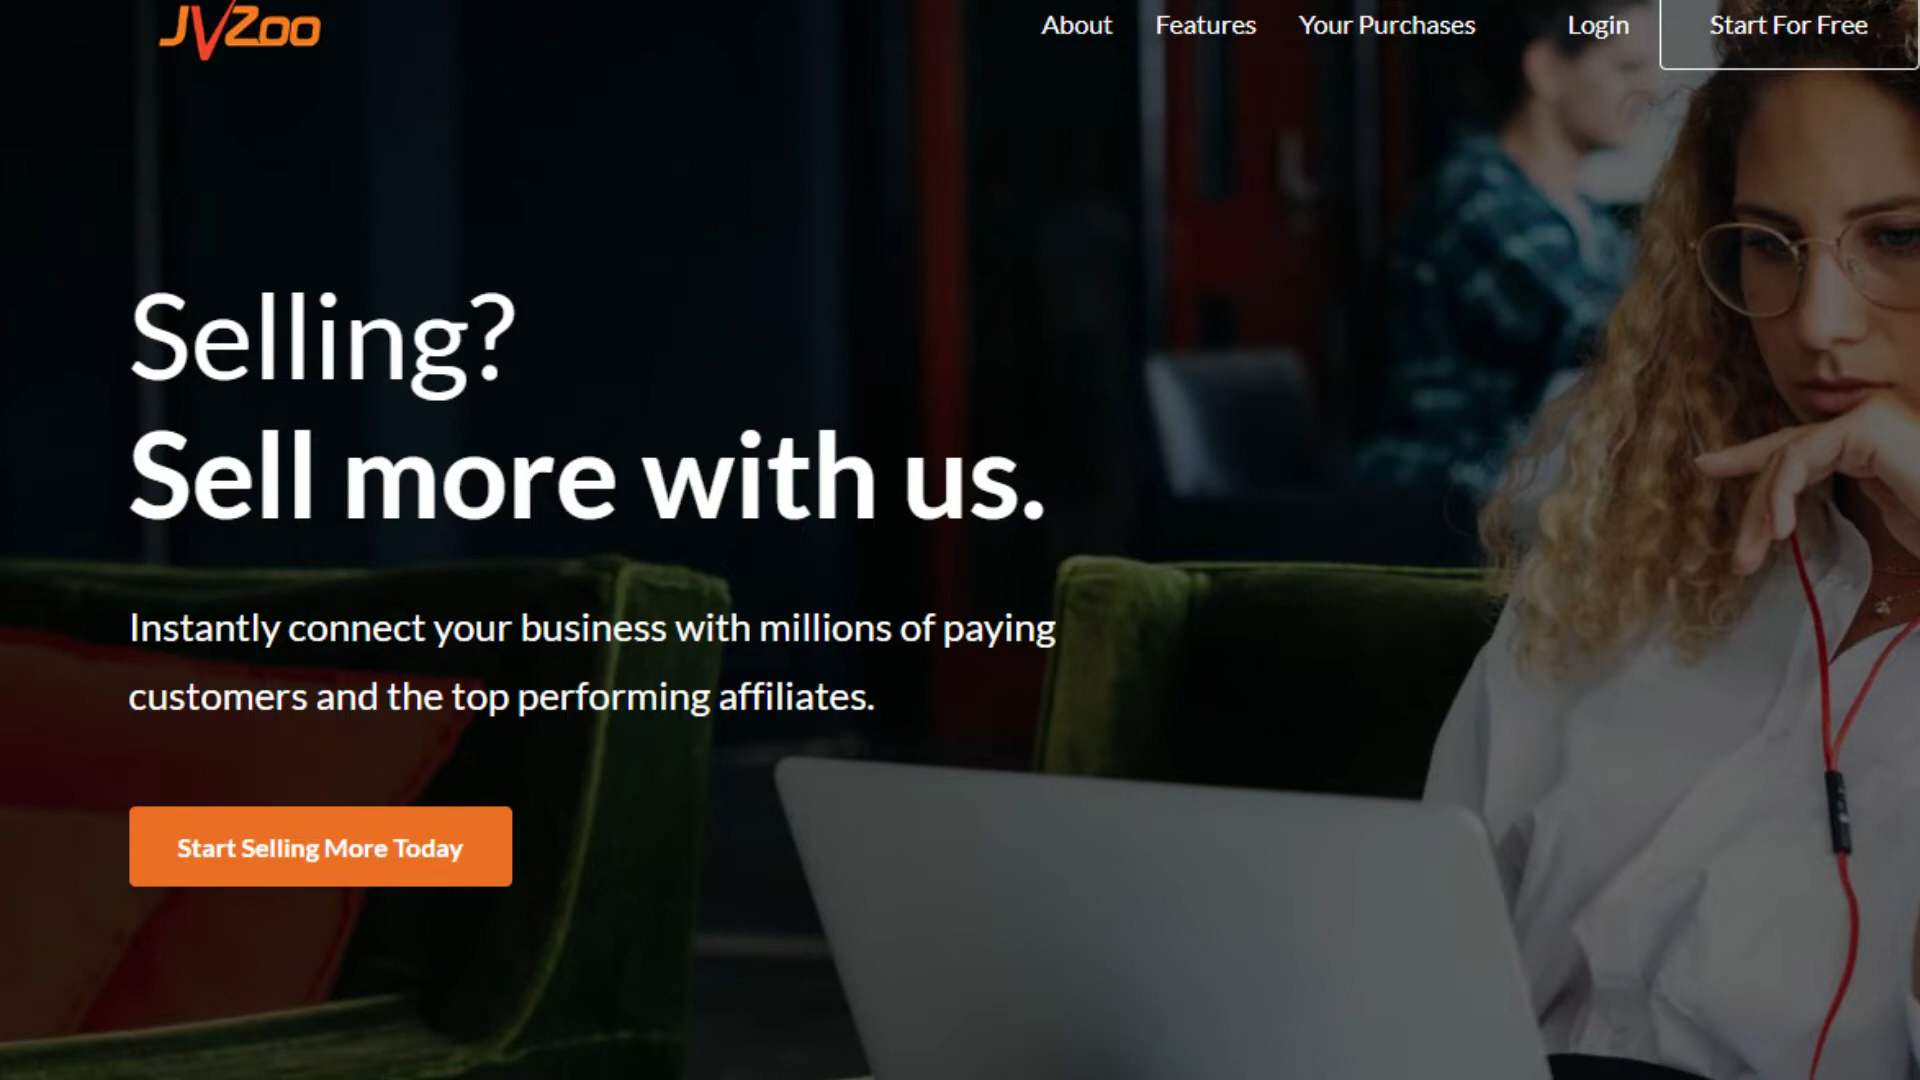 JVZoo
About Features Your Purchases Login Start For Free
Selling?
Sell more with us.
Instantly connect your business with millions of paying
customers and the top performing affiliates.
Start Selling More Today